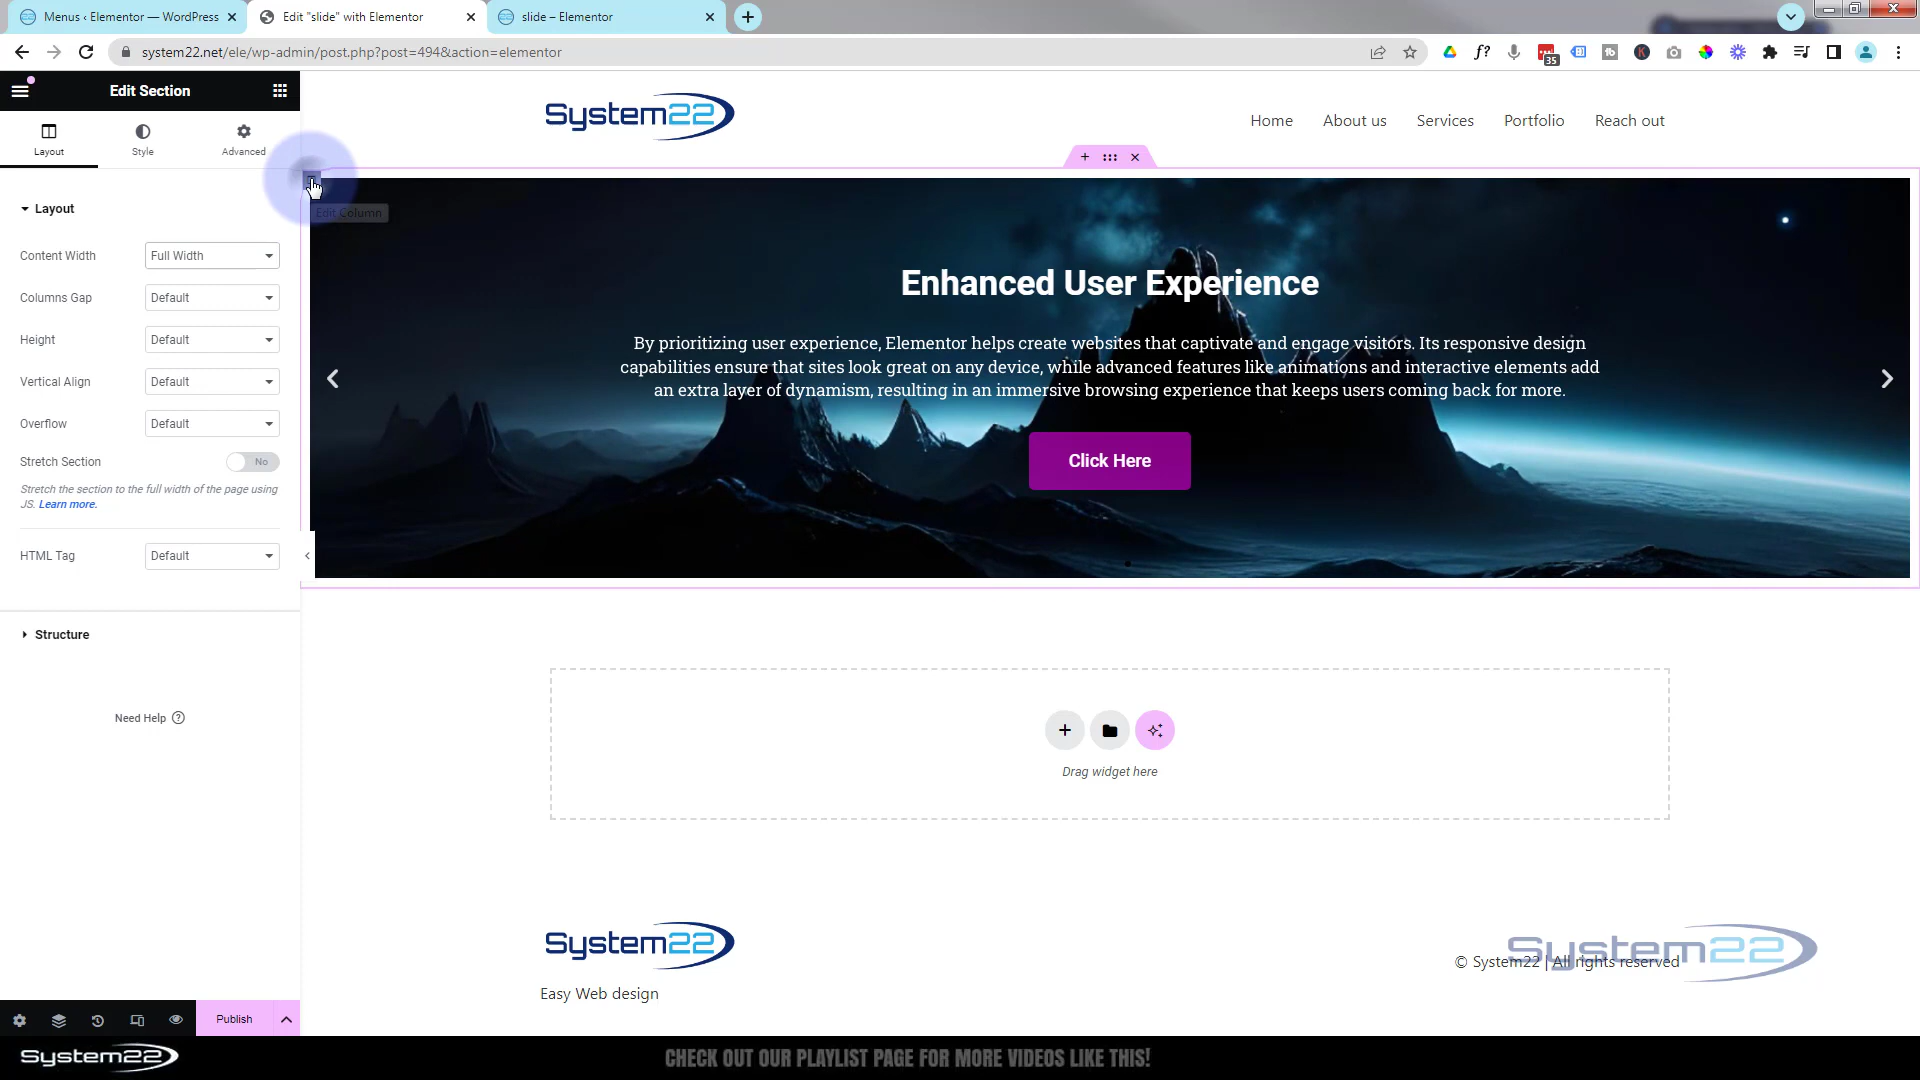 Menus ‹ Elementor — WordPress
Edit "slide" with Elementor
slide – Elementor
system22.net/ele/wp-admin/post.php?post=494&action=elementor
f?
35
Edit Section
Layout
Style
Advanced
System22
Home
About us
Services
Portfolio
Reach out
Edit Column
Layout
Content Width
Full Width
Columns Gap
Default
Height
Default
Vertical Align
Default
Overflow
Default
Stretch Section
No
Stretch the section to the full width of the page using
JS. Learn more.
HTML Tag
Default
Structure
Need Help
Enhanced User Experience
By prioritizing user experience, Elementor helps create websites that captivate and engage visitors. Its responsive design
capabilities ensure that sites look great on any device, while advanced features like animations and interactive elements add
an extra layer of dynamism, resulting in an immersive browsing experience that keeps users coming back for more.
Click Here
Drag widget here
System22
Easy Web design
System22
© System22 | All rights reserved
Publish
System22
CHECK OUT OUR PLAYLIST PAGE FOR MORE VIDEOS LIKE THIS!